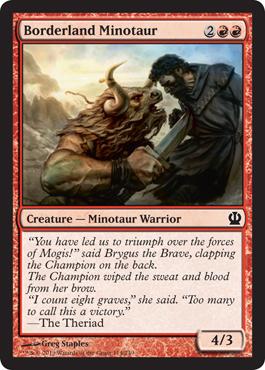 Borderland Minotaur 2
Creature — Minotaur Warrior
“You have led us to triumph over the forces
of Mogis!” said Brygus the Brave, clapping
the Champion on the back.
The Champion wiped the sweat and blood
from her brow.
“I count eight graves,” she said. “Too many
to call this a victory.”
—The Theriad
4/3
Greg Staples